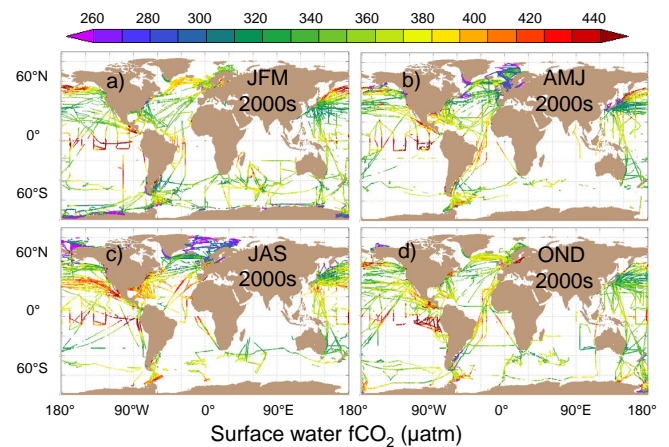 260 280 300 320 340 360 380 400 420 440
60°N
0°
60°S
a)
JFM
2000s
b)
AMJ
2000s
60°N
0°
60°S
c)
JAS
2000s
d)
OND
2000s
180° 90°W 0° 90°E 180° 90°W 0° 90°E 180°
Surface water fCO₂ (µatm)